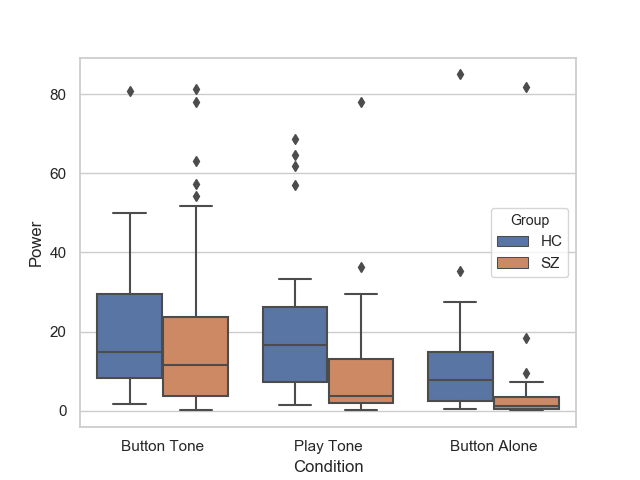 80
60
40
20
0
Power
Group
HC
SZ
Button Tone
Play Tone
Button Alone
Condition